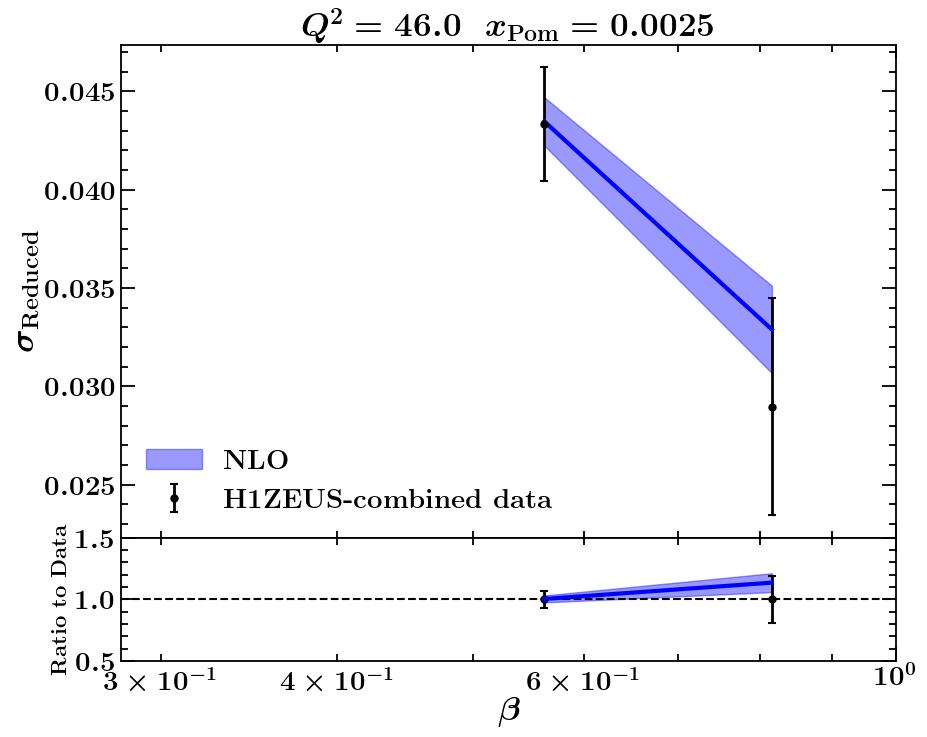 Q² = 46.0 x_Pom = 0.0025
σ_Reduced
0.045
0.040
0.035
0.030
0.025
NLO
H1ZEUS-combined data
Ratio to Data
1.5
1.0
0.5
3 × 10⁻¹ 4 × 10⁻¹ 6 × 10⁻¹ 10⁰
β